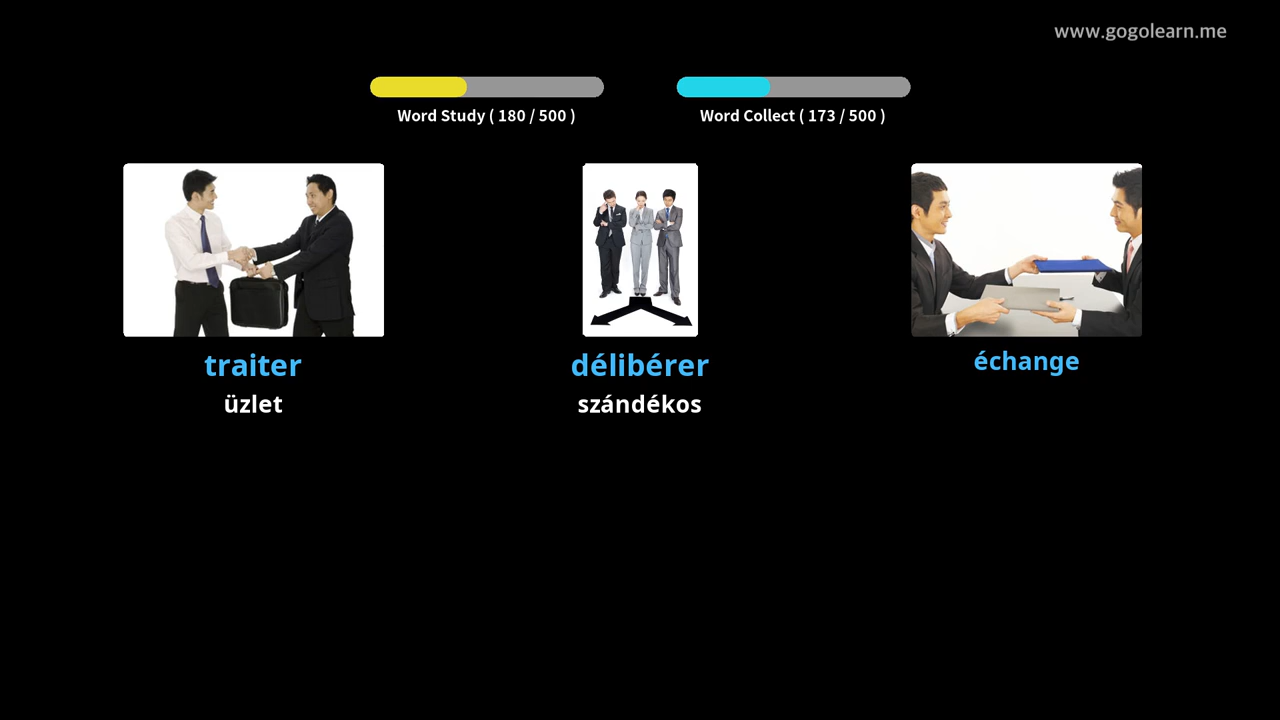 www.gogolearn.me
Word Study ( 180 / 500 )
Word Collect ( 173 / 500 )
traiter
délibérer
échange
üzlet
szándékos